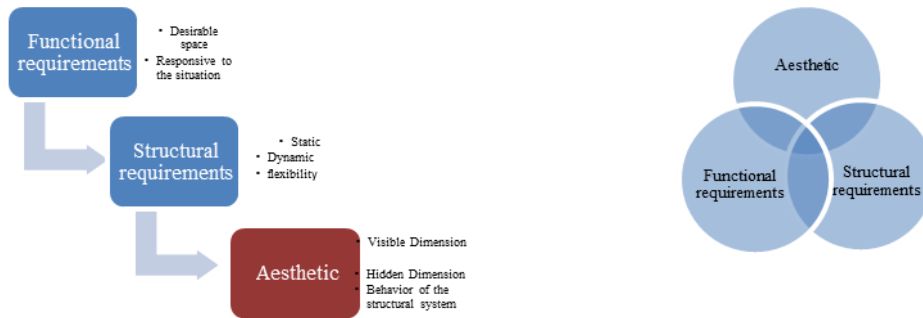 Functional
requirements
• Desirable
space
• Responsive to
the situation
Structural
requirements
• Static
• Dynamic
• flexibility
Aesthetic
• Visible Dimension
• Hidden Dimension
• Behavior of the
structural system
Aesthetic
Functional
requirements
Structural
requirements